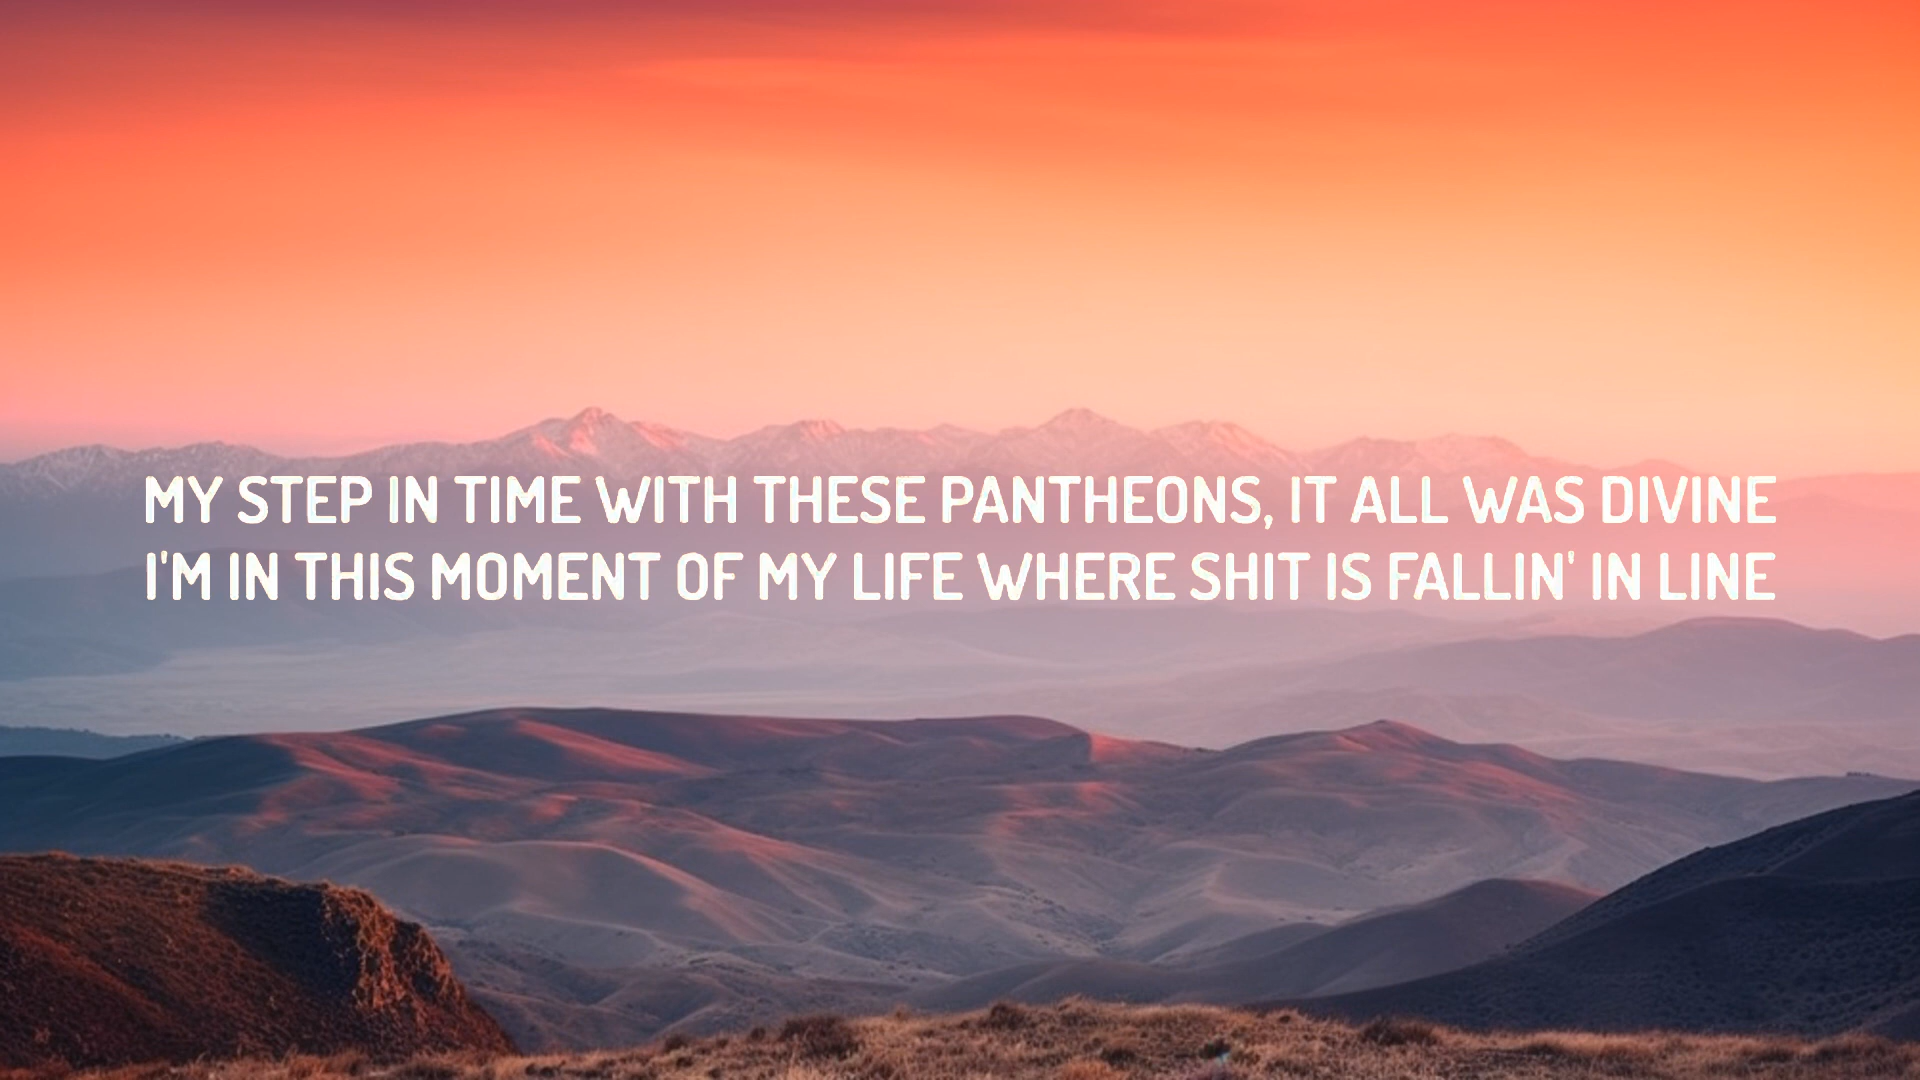 MY STEP IN TIME WITH THESE PANTHEONS, IT ALL WAS DIVINE
I'M IN THIS MOMENT OF MY LIFE WHERE SHIT IS FALLIN' IN LINE